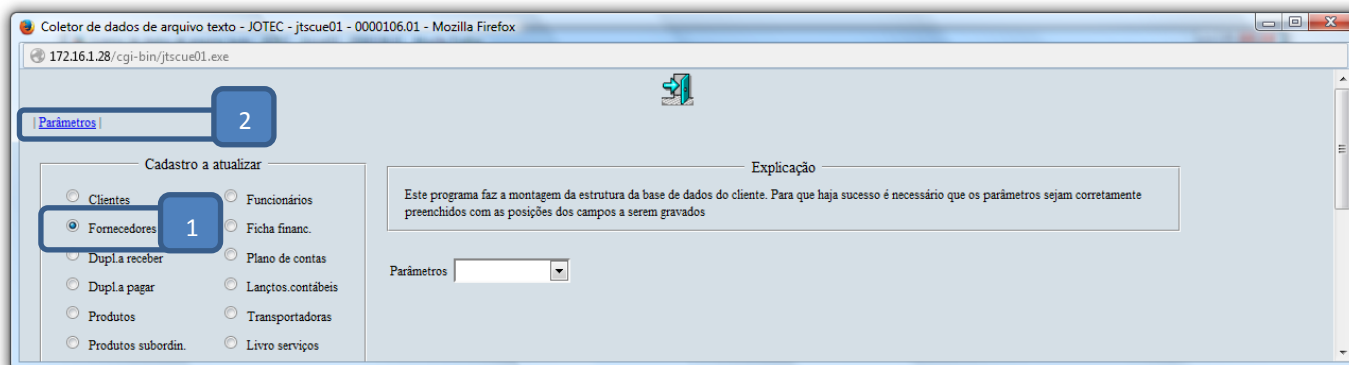 Coletor de dados de arquivo texto - JOTEC - jtscue01 - 0000106.01 - Mozilla Firefox
172.16.1.28/cgi-bin/jtscue01.exe
| Parâmetros |
2
Cadastro a atualizar
Clientes
Funcionários
Fornecedores
1
Ficha financ.
Dupl.a receber
Plano de contas
Dupl.a pagar
Lançtos.contábeis
Produtos
Transportadoras
Produtos subordin.
Livro serviços
Explicação
Este programa faz a montagem da estrutura da base de dados do cliente. Para que haja sucesso é necessário que os parâmetros sejam corretamente
preenchidos com as posições dos campos a serem gravados
Parâmetros